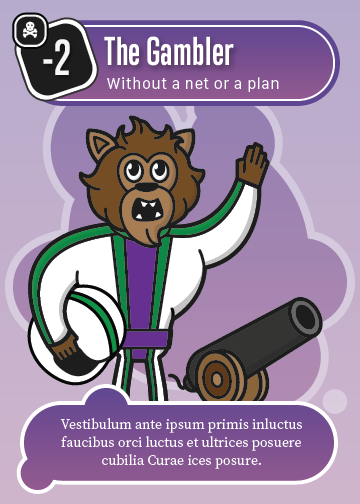 -2
The Gambler
Without a net or a plan
Vestibulum ante ipsum primis inluctus
faucibus orci luctus et ultrices posuere
cubilia Curae ices posure.